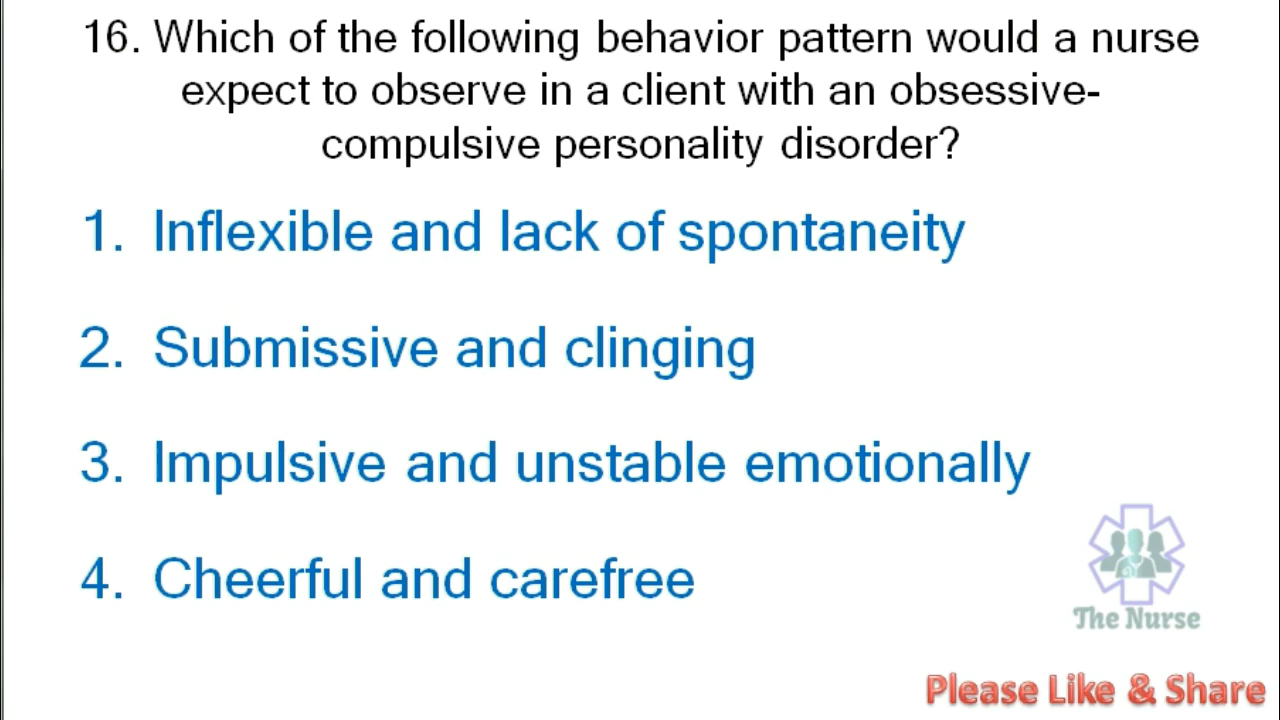 16. Which of the following behavior pattern would a nurse
expect to observe in a client with an obsessive-
compulsive personality disorder?
1. Inflexible and lack of spontaneity
2. Submissive and clinging
3. Impulsive and unstable emotionally
4. Cheerful and carefree
The Nurse
Please Like & Share